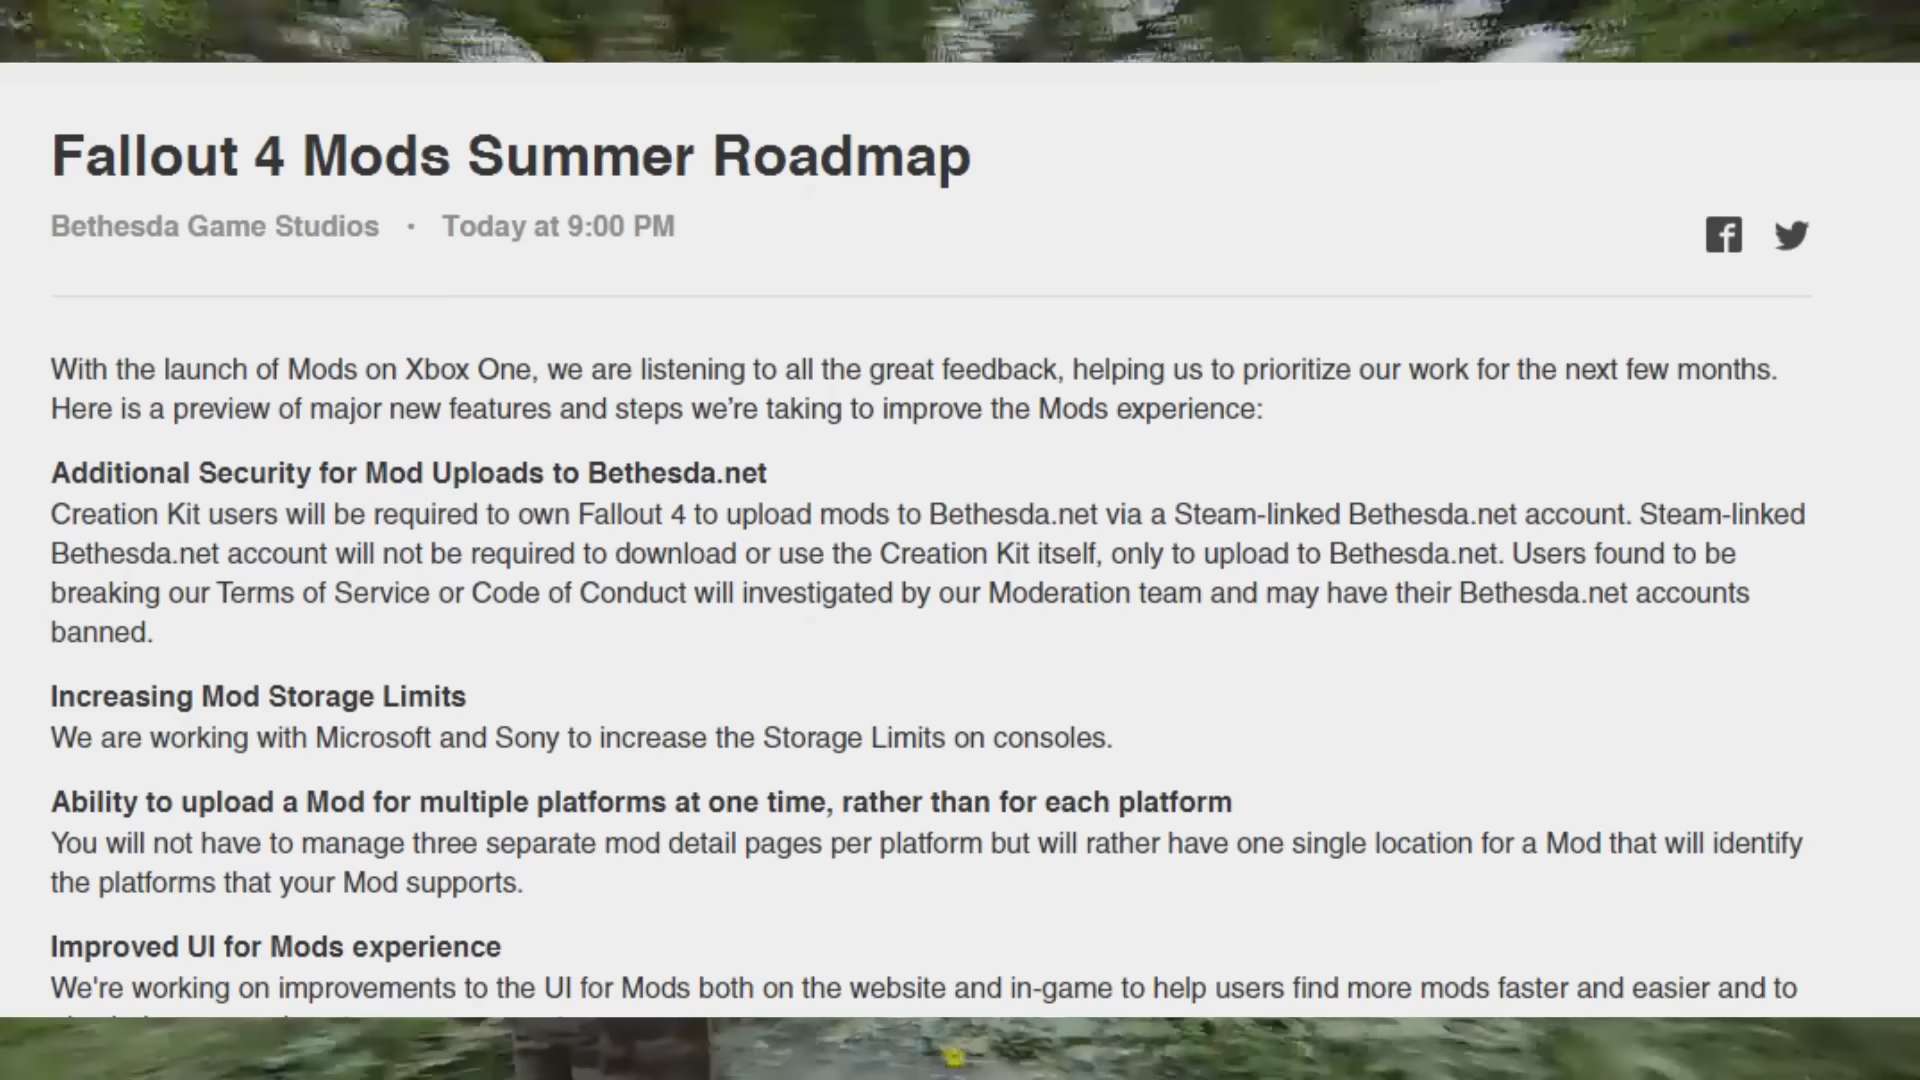 Fallout 4 Mods Summer Roadmap
Bethesda Game Studios · Today at 9:00 PM
With the launch of Mods on Xbox One, we are listening to all the great feedback, helping us to prioritize our work for the next few months.
Here is a preview of major new features and steps we're taking to improve the Mods experience:
Additional Security for Mod Uploads to Bethesda.net
Creation Kit users will be required to own Fallout 4 to upload mods to Bethesda.net via a Steam-linked Bethesda.net account. Steam-linked
Bethesda.net account will not be required to download or use the Creation Kit itself, only to upload to Bethesda.net. Users found to be
breaking our Terms of Service or Code of Conduct will investigated by our Moderation team and may have their Bethesda.net accounts
banned.
Increasing Mod Storage Limits
We are working with Microsoft and Sony to increase the Storage Limits on consoles.
Ability to upload a Mod for multiple platforms at one time, rather than for each platform
You will not have to manage three separate mod detail pages per platform but will rather have one single location for a Mod that will identify
the platforms that your Mod supports.
Improved UI for Mods experience
We're working on improvements to the UI for Mods both on the website and in-game to help users find more mods faster and easier and to